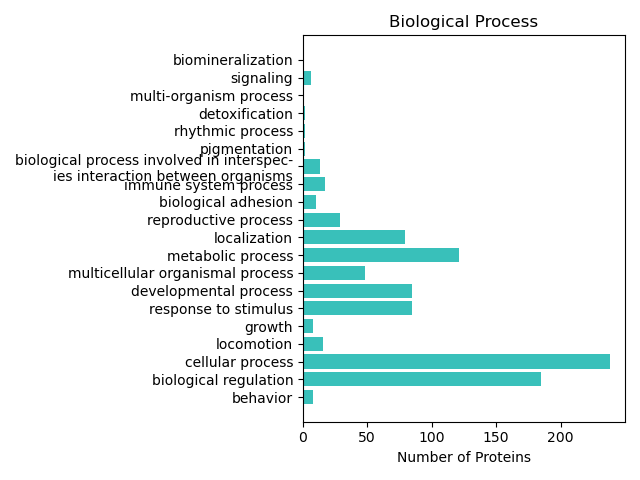 Biological Process
biomineralization
signaling
multi-organism process
detoxification
rhythmic process
pigmentation
biological process involved in interspec-
ies interaction between organisms
immune system process
biological adhesion
reproductive process
localization
metabolic process
multicellular organismal process
developmental process
response to stimulus
growth
locomotion
cellular process
biological regulation
behavior
0 50 100 150 200
Number of Proteins